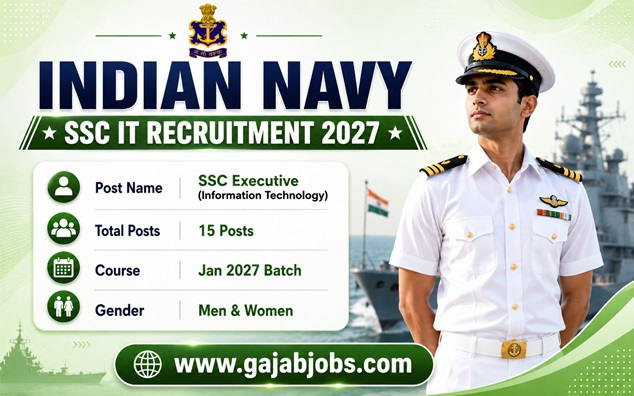 INDIAN NAVY
SSC IT RECRUITMENT 2027
Post Name SSC Executive
(Information Technology)
Total Posts 15 Posts
Course Jan 2027 Batch
Gender Men & Women
www.gajabjobs.com